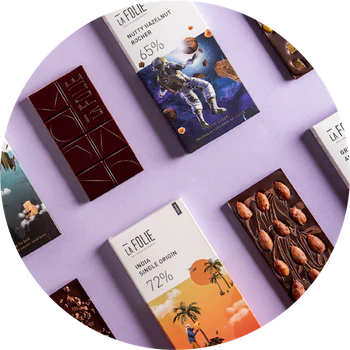 LA FOLIE
NUTTY HAZELNUT
ROCHER
65%
LA FOLIE
LA FOLIE
INDIA
SINGLE ORIGIN
72%